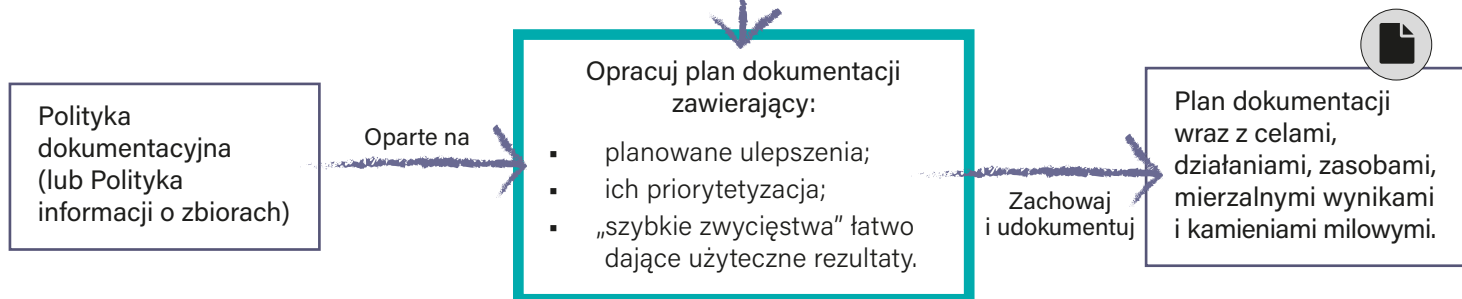 Polityka
dokumentacyjna
(lub Polityka
informacji o zbiorach)
Oparte na
Opracuj plan dokumentacji
zawierający:
▪ planowane ulepszenia;
▪ ich priorytetyzacja;
▪ „szybkie zwycięstwa” łatwo
dające użyteczne rezultaty.
Zachowaj
i udokumentuj
Plan dokumentacji
wraz z celami,
działaniami, zasobami,
mierzalnymi wynikami
i kamieniami milowymi.